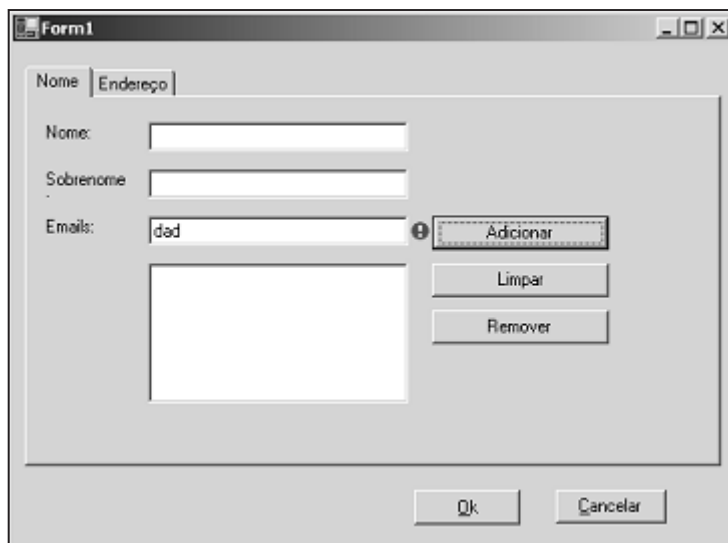 Form1
Nome
Endereço
Nome:
Sobrenome
:
Emails:
dad
Adicionar
Limpar
Remover
Ok
Cancelar